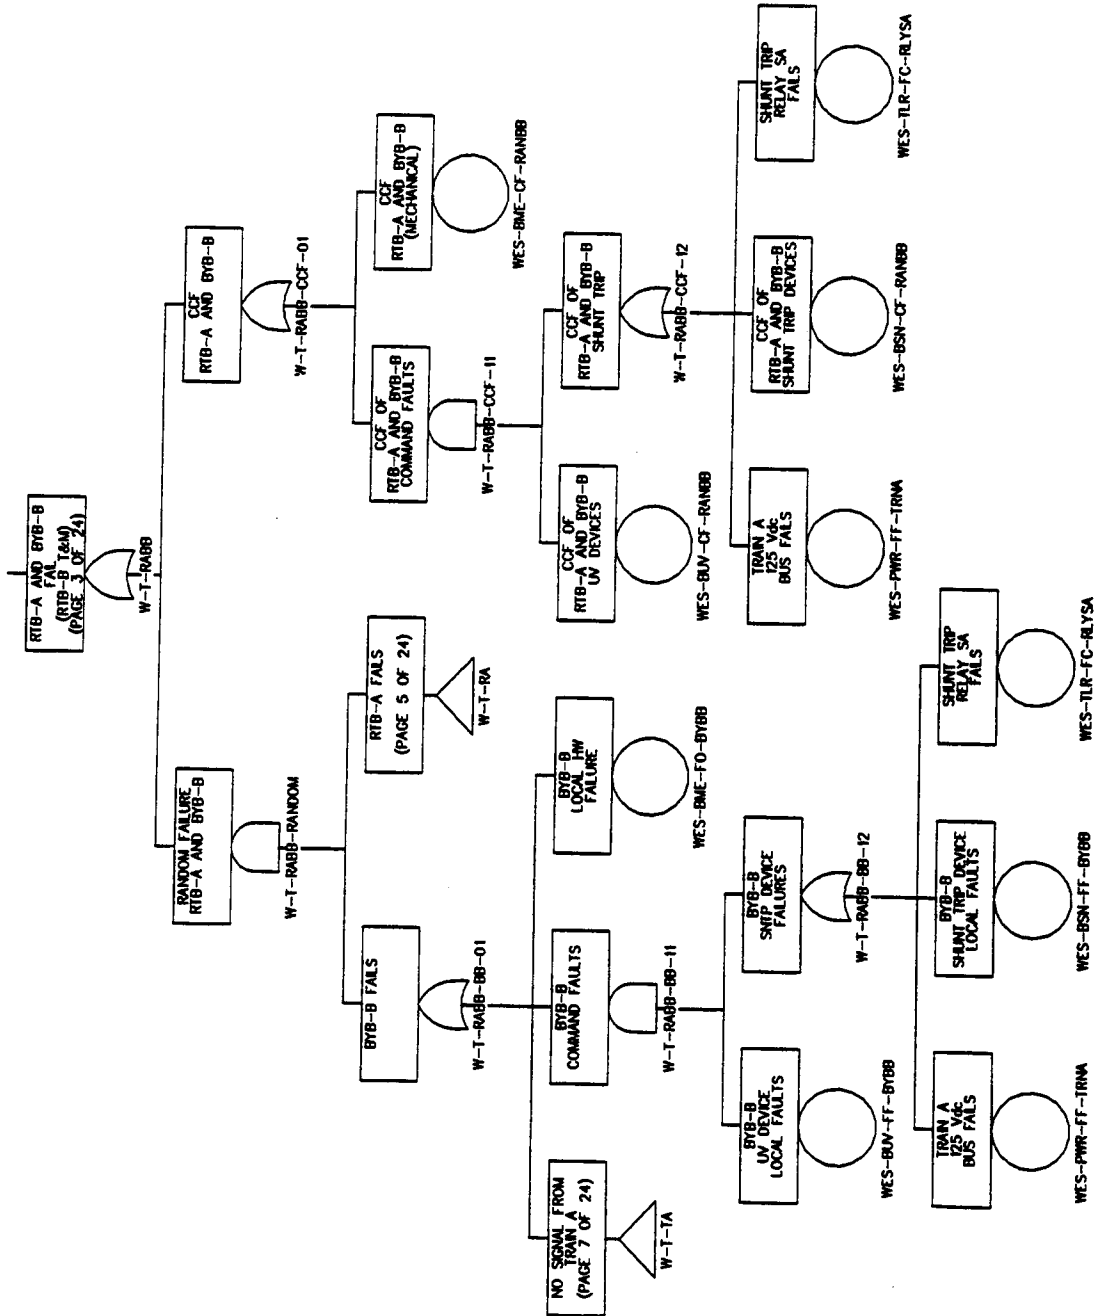 RTB-A AND BYB-B
FAIL
(RTB-B T&M)
(PAGE 3 OF 24)
W-T-RABB
RANDOM FAILURE
RTB-A AND BYB-B
W-T-RABB-RANDOM
CCF
RTB-A AND BYB-B
W-T-RABB-CCF-01
BYB-B FAILS
W-T-RABB-BB-01
RTB-A FAILS
(PAGE 5 OF 24)
W-T-RA
CCF OF
RTB-A AND BYB-B
COMMAND FAULTS
W-T-RABB-CCF-11
CCF
RTB-A AND BYB-B
(MECHANICAL)
WES-BME-CF-RANBB
NO SIGNAL FROM
TRAIN A
(PAGE 7 OF 24)
W-T-TA
BYB-B
COMMAND FAULTS
W-T-RABB-BB-11
BYB-B
LOCAL HW
FAILURE
WES-BME-FO-BYBB
CCF OF
RTB-A AND BYB-B
UV DEVICES
WES-BUV-CF-RANBB
CCF OF
RTB-A AND BYB-B
SHUNT TRIP
W-T-RABB-CCF-12
BYB-B
UV DEVICE
LOCAL FAULTS
WES-BUV-FF-BYBB
BYB-B
SNTP DEVICE
FAILURES
W-T-RABB-BB-12
TRAIN A
125 Vdc
BUS FAILS
WES-PWR-FF-TRNA
CCF OF
RTB-A AND BYB-B
SHUNT TRIP DEVICES
WES-BSN-CF-RANBB
SHUNT TRIP
RELAY SA
FAILS
WES-TLR-FC-RLYSA
TRAIN A
125 Vdc
BUS FAILS
WES-PWR-FF-TRNA
BYB-B
SHUNT TRIP DEVICE
LOCAL FAULTS
WES-BSN-FF-BYBB
SHUNT TRIP
RELAY SA
FAILS
WES-TLR-FC-RLYSA